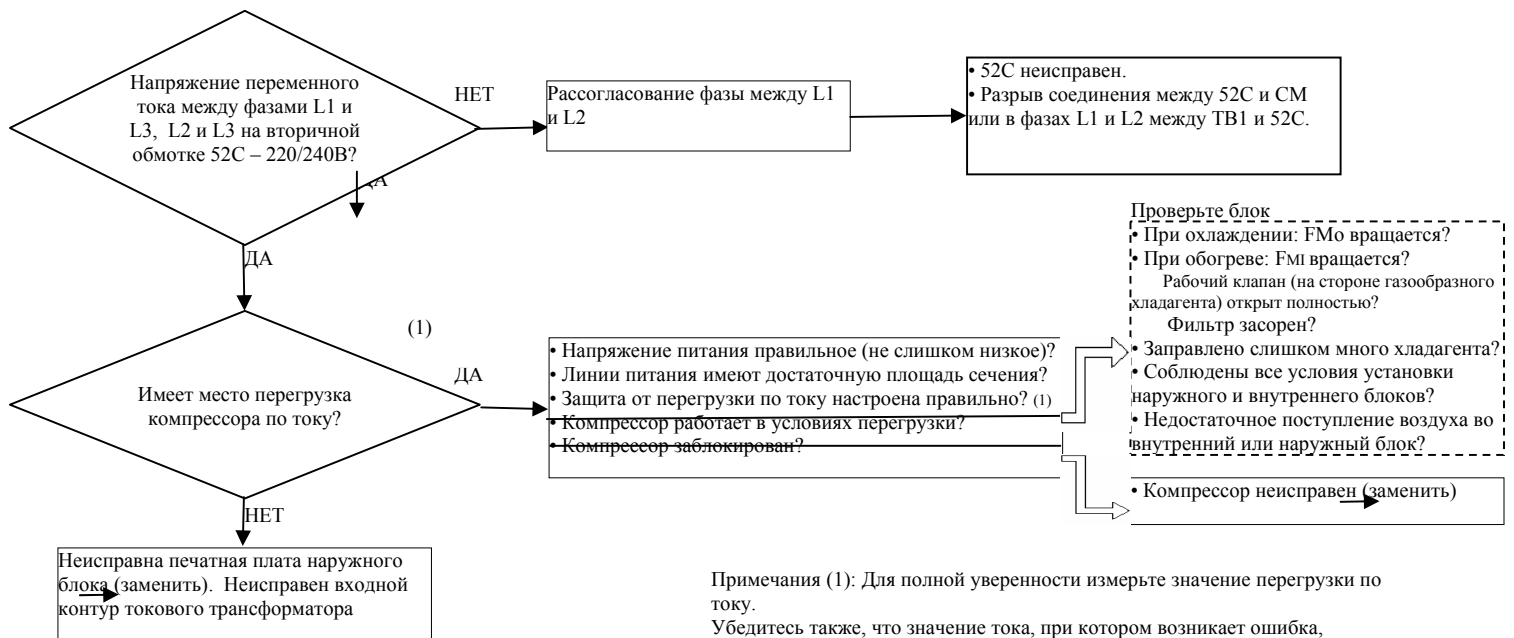 Напряжение переменного
тока между фазами L1 и
L3, L2 и L3 на вторичной
обмотке 52C – 220/240В?
НЕТ
Рассогласование фазы между L1
и L2
• 52C неисправен.
• Разрыв соединения между 52C и СМ
или в фазах L1 и L2 между ТВ1 и 52C.
ДА
ДА
(1)
Имеет место перегрузка
компрессора по току?
ДА
• Напряжение питания правильное (не слишком низкое)?
• Линии питания имеют достаточную площадь сечения?
• Защита от перегрузки по току настроена правильно? (1)
• Компрессор работает в условиях перегрузки?
• Компрессор заблокирован?
Проверьте блок
• При охлаждении: FMo вращается?
• При обогреве: FMI вращается?
Рабочий клапан (на стороне газообразного
хладагента) открыт полностью?
Фильтр засорен?
• Заправлено слишком много хладагента?
• Соблюдены все условия установки
наружного и внутреннего блоков?
• Недостаточное поступление воздуха во
внутренний или наружный блок?
• Компрессор неисправен (заменить)
НЕТ
Неисправна печатная плата наружного
блока (заменить). Неисправен входной
контур токового трансформатора
Примечания (1): Для полной уверенности измерьте значение перегрузки по
току.
Убедитесь также, что значение тока, при котором возникает ошибка,